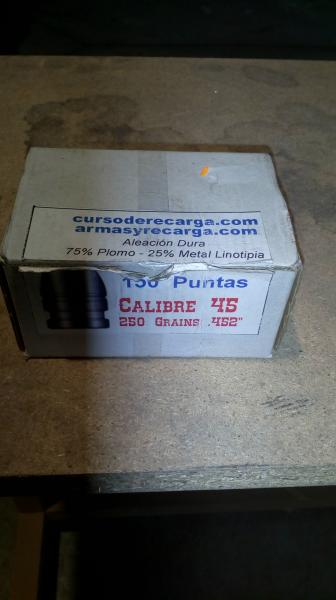 cursoderecarga.com
armasyrecarga.com
Aleación Dura
75% Plomo - 25% Metal Linotipia
150 Puntas
CALIBRE 45
250 GRAINS .452"